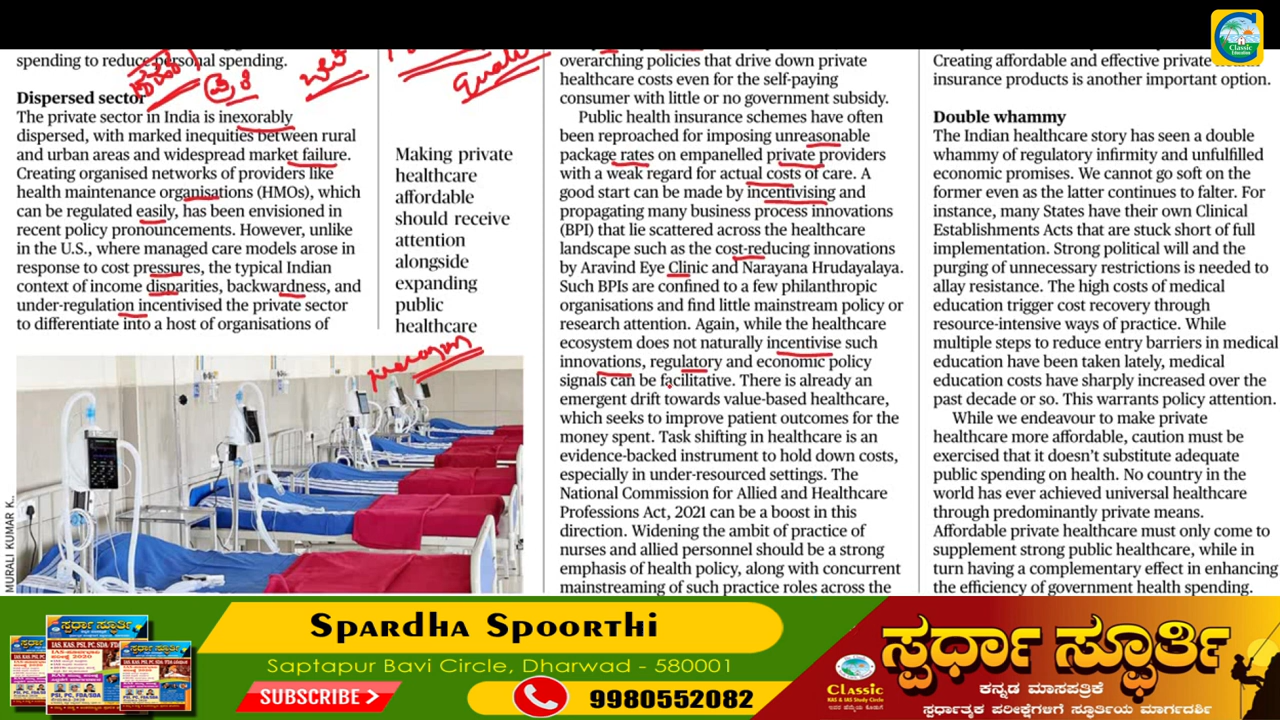 Classic
Education
spending to reduce personal spending.
Dispersed sector
The private sector in India is inexorably
dispersed, with marked inequities between rural
and urban areas and widespread market failure.
Creating organised networks of providers like
health maintenance organisations (HMOs), which
can be regulated easily, has been envisioned in
recent policy pronouncements. However, unlike
in the U.S., where managed care models arose in
response to cost pressures, the typical Indian
context of income disparities, backwardness, and
under-regulation incentivised the private sector
to differentiate into a host of organisations of
Making private
healthcare
affordable
should receive
attention
alongside
expanding
public
healthcare
MURALI KUMAR K.
overarching policies that drive down private
healthcare costs even for the self-paying
consumer with little or no government subsidy.
Public health insurance schemes have often
been reproached for imposing unreasonable
package rates on empanelled private providers
with a weak regard for actual costs of care. A
good start can be made by incentivising and
propagating many business process innovations
(BPI) that lie scattered across the healthcare
landscape such as the cost-reducing innovations
by Aravind Eye Clinic and Narayana Hrudayalaya.
Such BPIs are confined to a few philanthropic
organisations and find little mainstream policy or
research attention. Again, while the healthcare
ecosystem does not naturally incentivise such
innovations, regulatory and economic policy
signals can be facilitative. There is already an
emergent drift towards value-based healthcare,
which seeks to improve patient outcomes for the
money spent. Task shifting in healthcare is an
evidence-backed instrument to hold down costs,
especially in under-resourced settings. The
National Commission for Allied and Healthcare
Professions Act, 2021 can be a boost in this
direction. Widening the ambit of practice of
nurses and allied personnel should be a strong
emphasis of health policy, along with concurrent
mainstreaming of such practice roles across the
Creating affordable and effective private
insurance products is another important option.
Double whammy
The Indian healthcare story has seen a double
whammy of regulatory infirmity and unfulfilled
economic promises. We cannot go soft on the
former even as the latter continues to falter. For
instance, many States have their own Clinical
Establishments Acts that are stuck short of full
implementation. Strong political will and the
purging of unnecessary restrictions is needed to
allay resistance. The high costs of medical
education trigger cost recovery through
resource-intensive ways of practice. While
multiple steps to reduce entry barriers in medical
education have been taken lately, medical
education costs have sharply increased over the
past decade or so. This warrants policy attention.
While we endeavour to make private
healthcare more affordable, caution must be
exercised that it doesn't substitute adequate
public spending on health. No country in the
world has ever achieved universal healthcare
through predominantly private means.
Affordable private healthcare must only come to
supplement strong public healthcare, while in
turn having a complementary effect in enhancing
the efficiency of government health spending.
ಸ್ಪರ್ಧಾ ಸ್ಪೂರ್ತಿ
Spardha Spoorthi
Saptapur Bavi Circle Dharwad - 580001
SUBSCRIBE
9980552082
Classic
IAS & KAS Study Circle
ಸ್ಪರ್ಧಾ ಸ್ಪೂರ್ತಿ
ಕನ್ನಡ ಮಾಸಪತ್ರಿಕೆ
ಸ್ಪರ್ಧಾತ್ಮಕ ಪರೀಕ್ಷೆಗಳಿಗೆ ಸ್ಪೂರ್ತಿಯ ಮಾರ್ಗದರ್ಶಿ